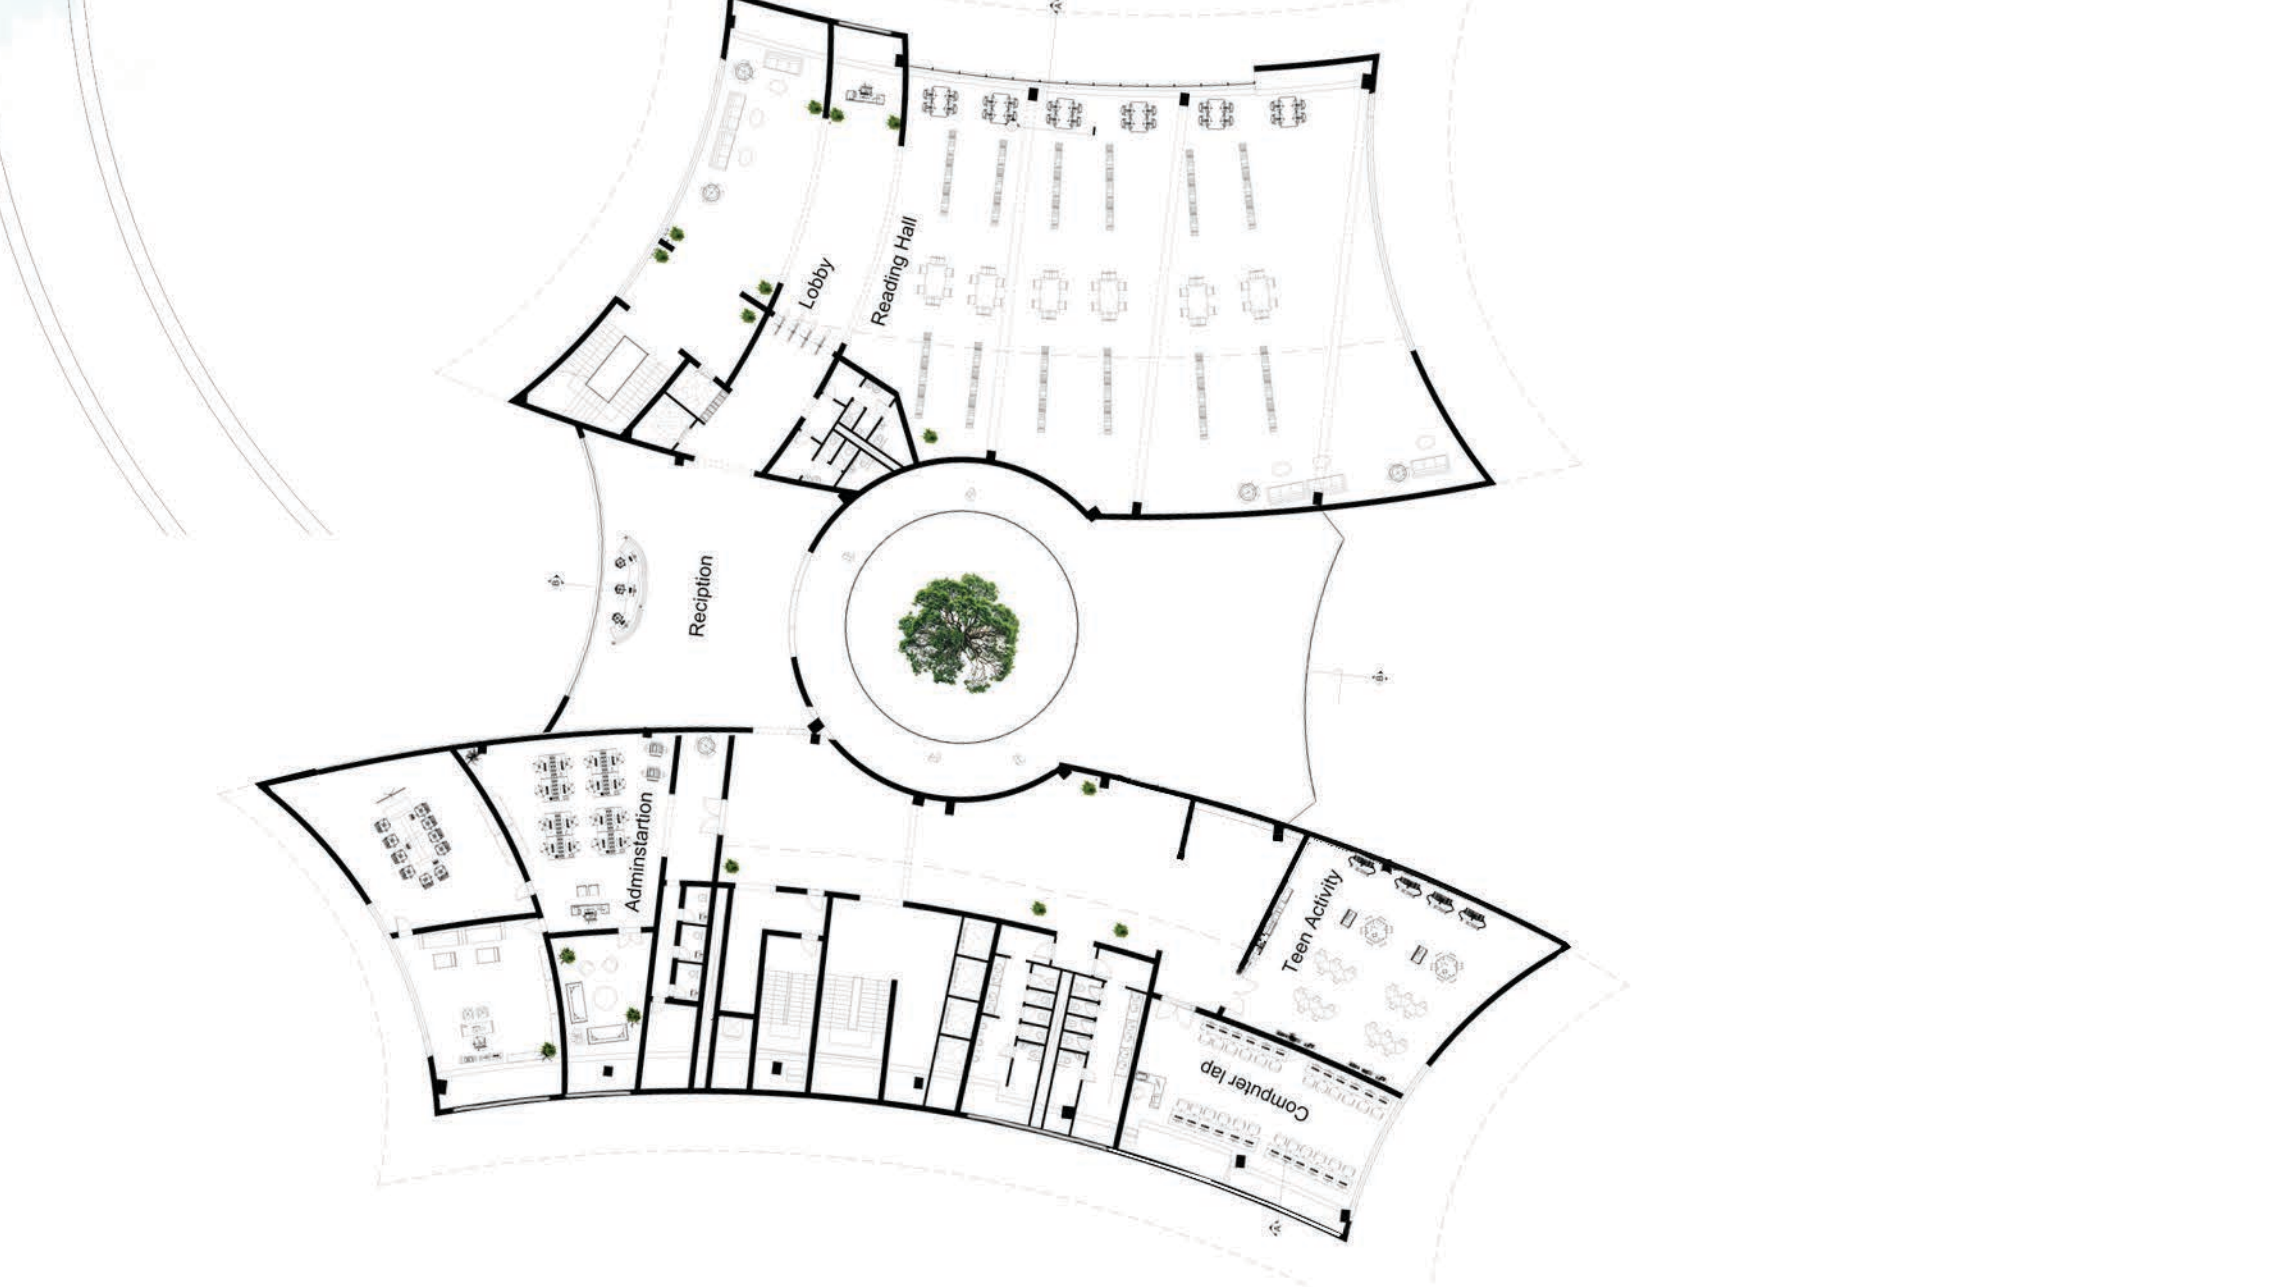 A
Lobby
Reading Hall
B
Reciption
B
Adminstartion
Teen Activity
Computer lap
A